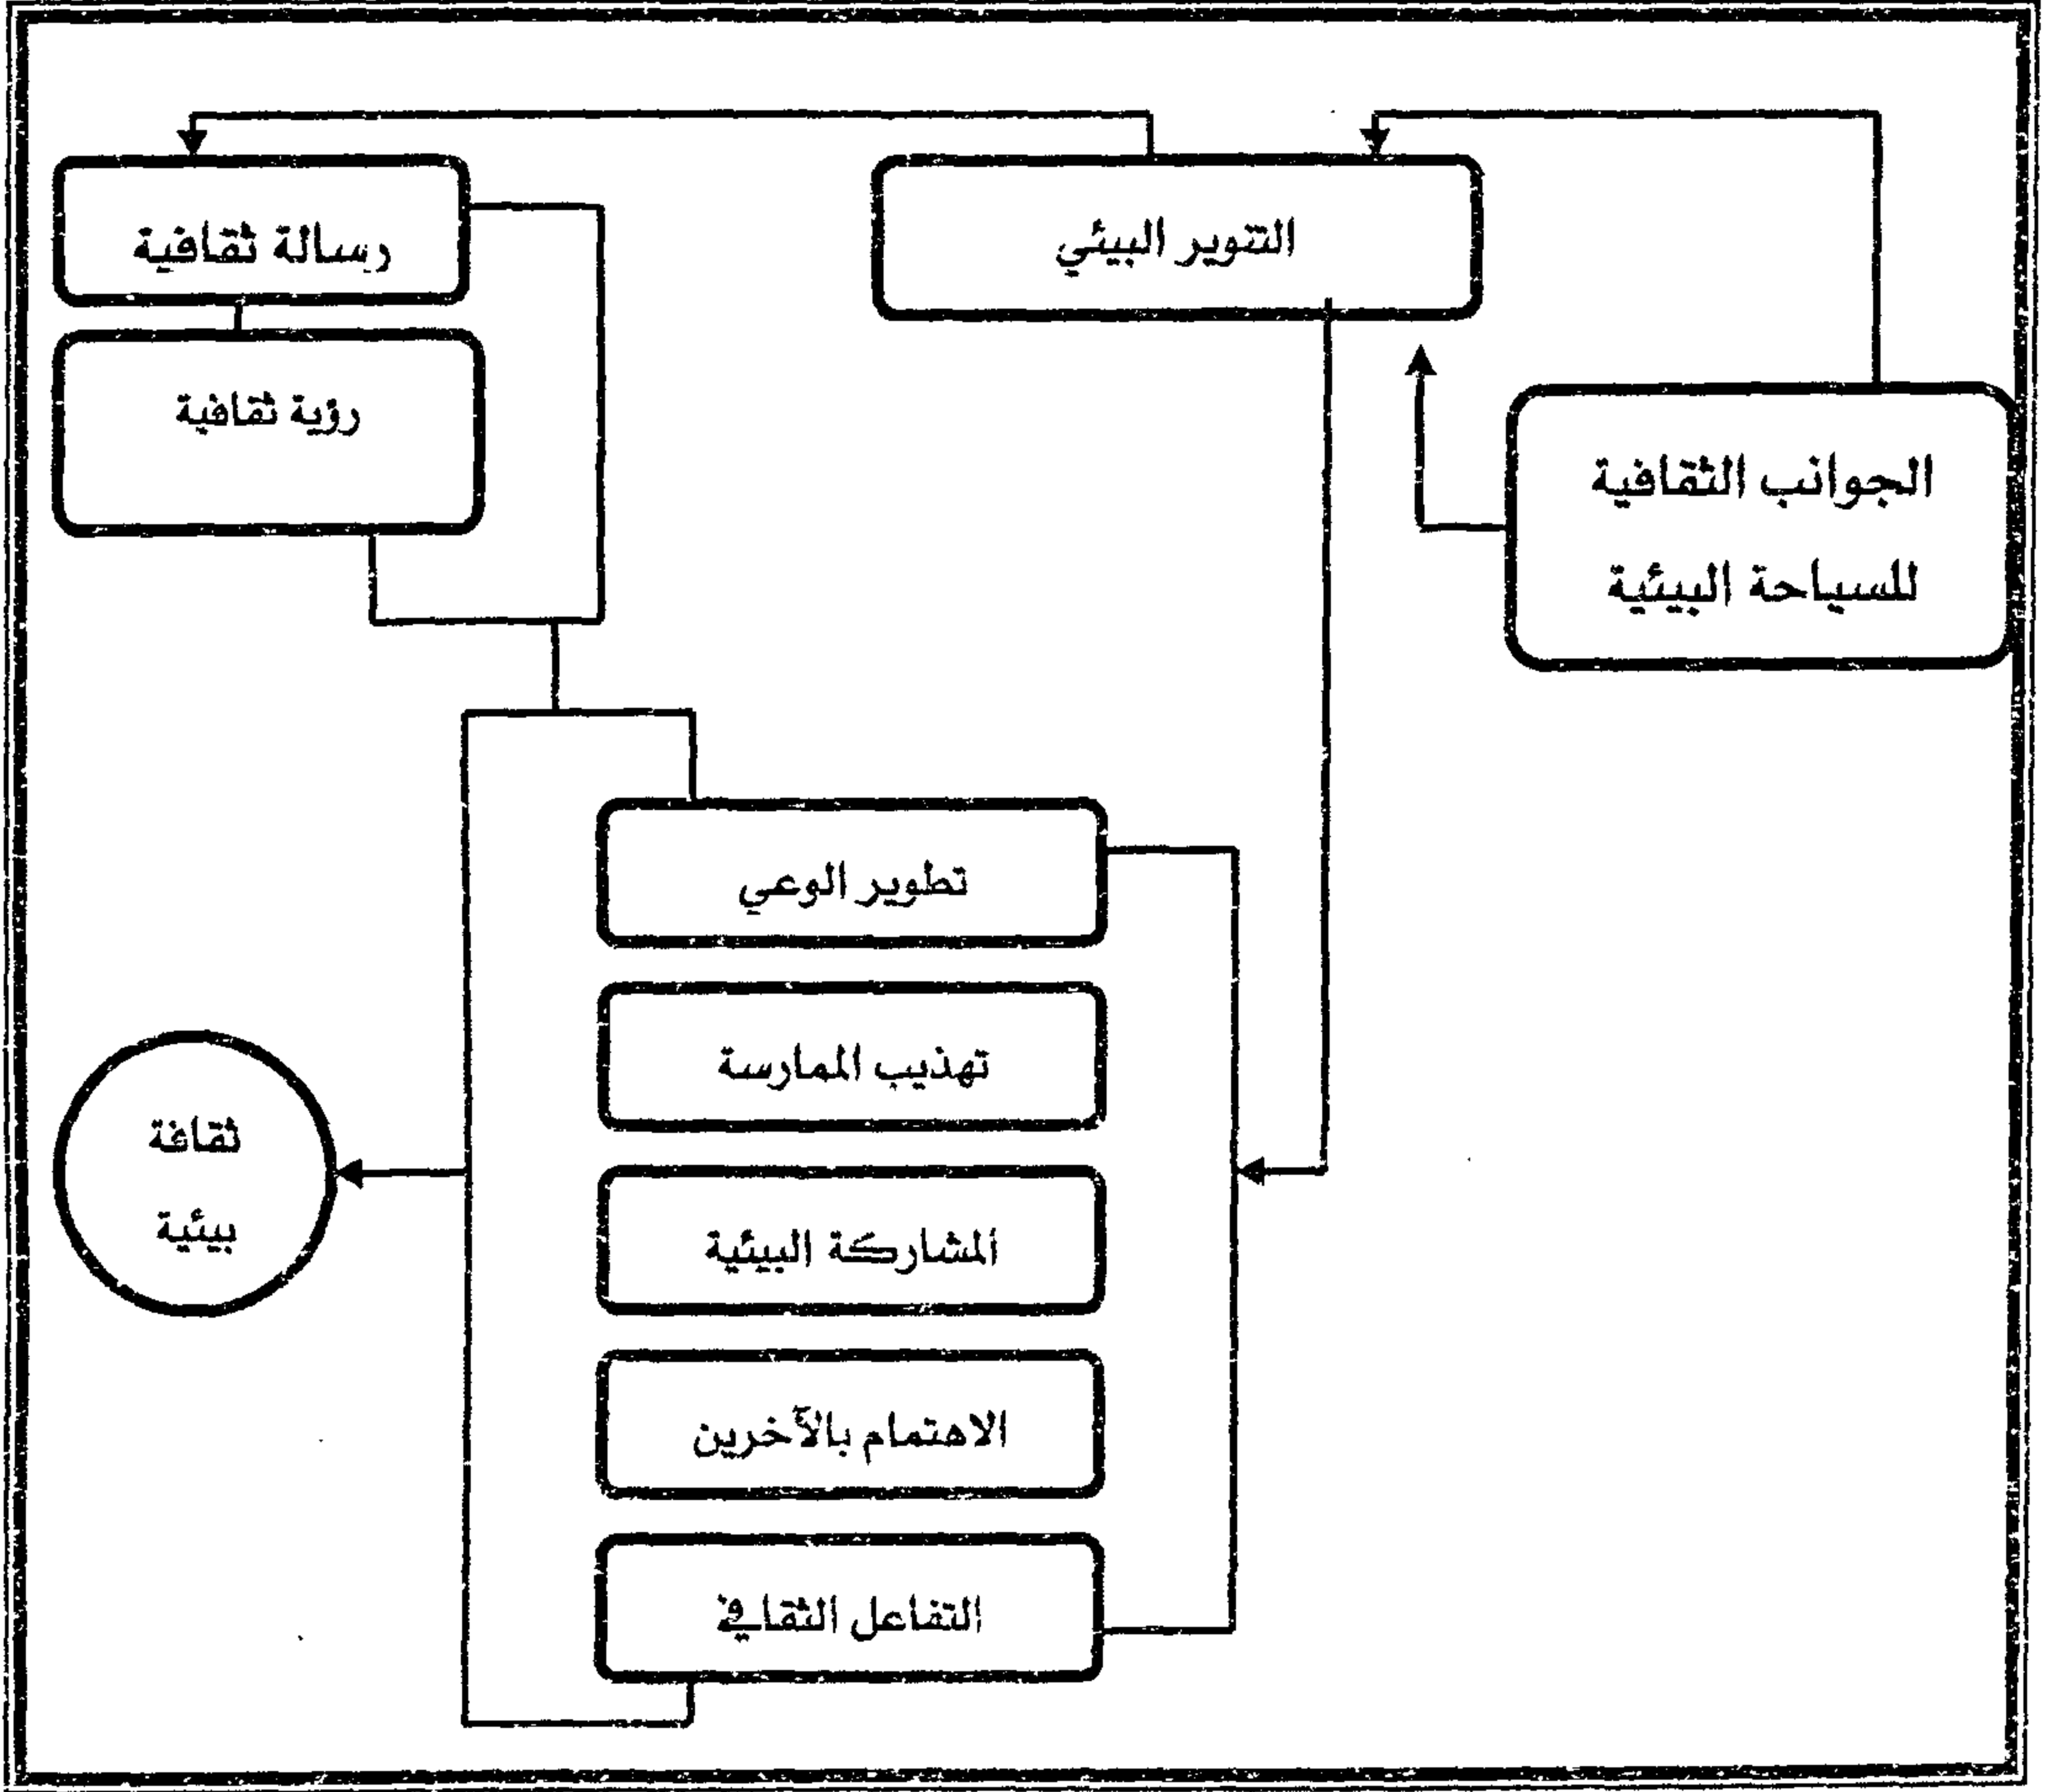 التنوير البيئي
رسالة ثقافية
رؤية ثقافية
الجوانب الثقافية
للسياحة البيئية
تطوير الوعي
تهذيب الممارسة
المشاركة البيئية
الاهتمام بالآخرين
التفاعل الثقافي
ثقافة
بيئية